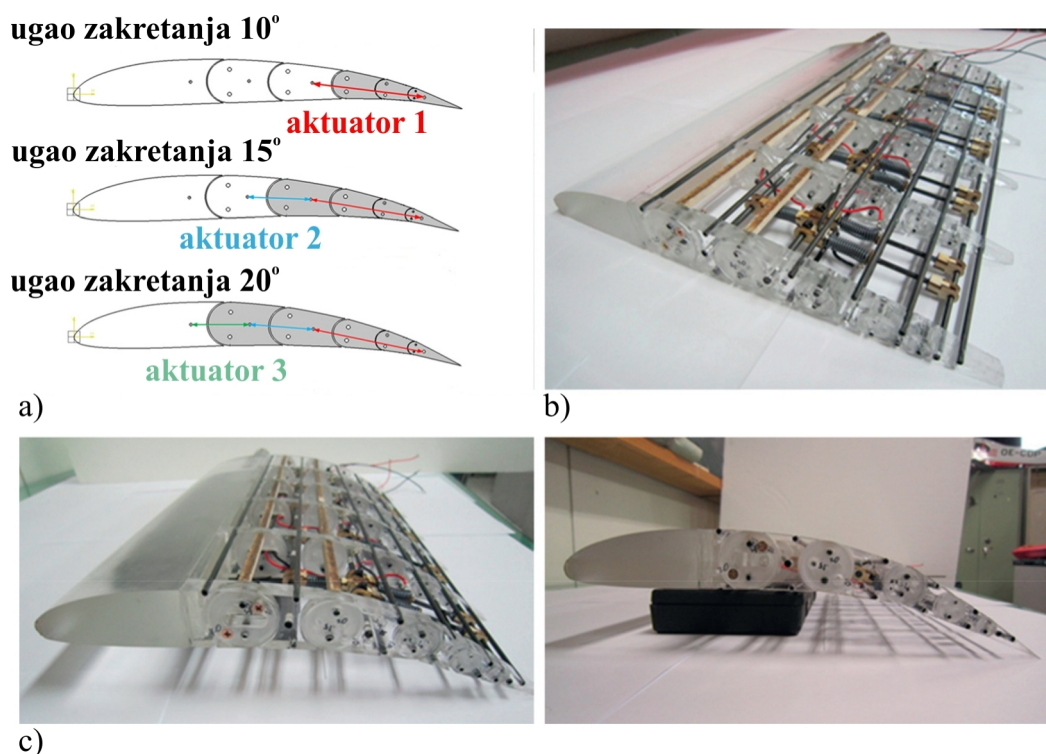 ugao zakretanja 10°
aktuator 1
ugao zakretanja 15°
aktuator 2
ugao zakretanja 20°
aktuator 3
a)
b)
c)